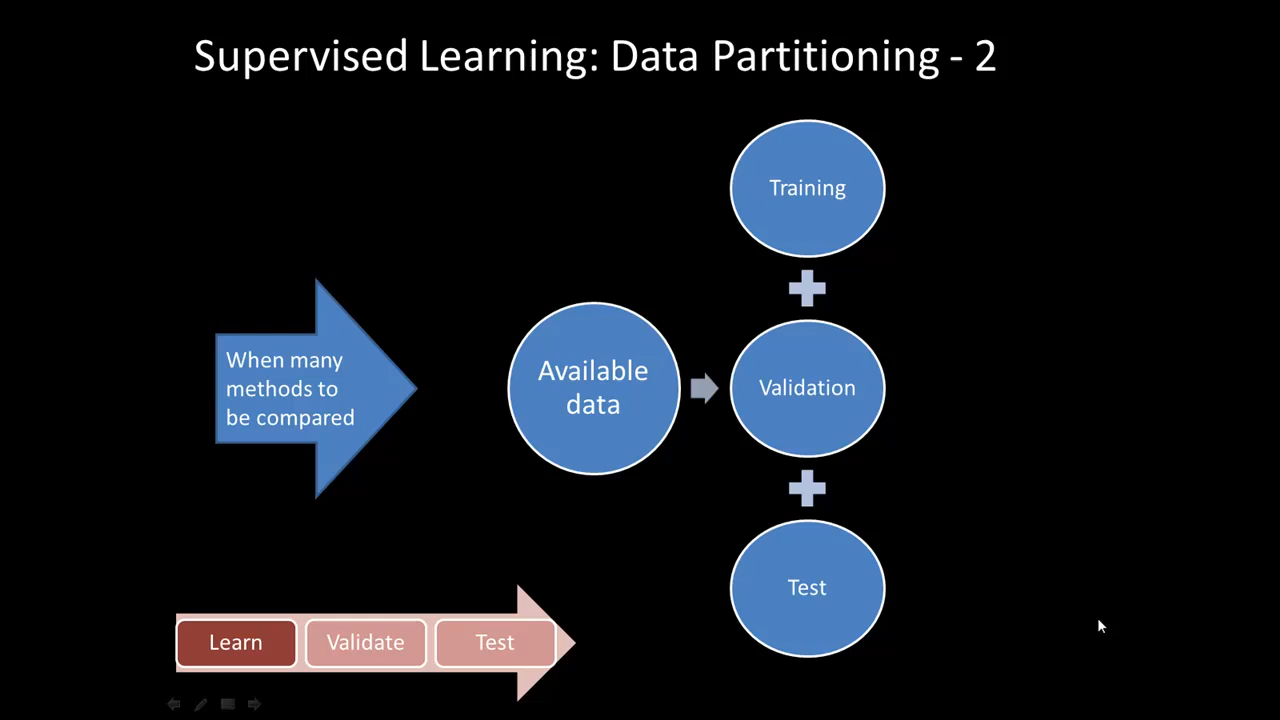 Supervised Learning: Data Partitioning - 2
Training
When many
methods to
be compared
Available
data
Validation
Test
Learn
Validate
Test